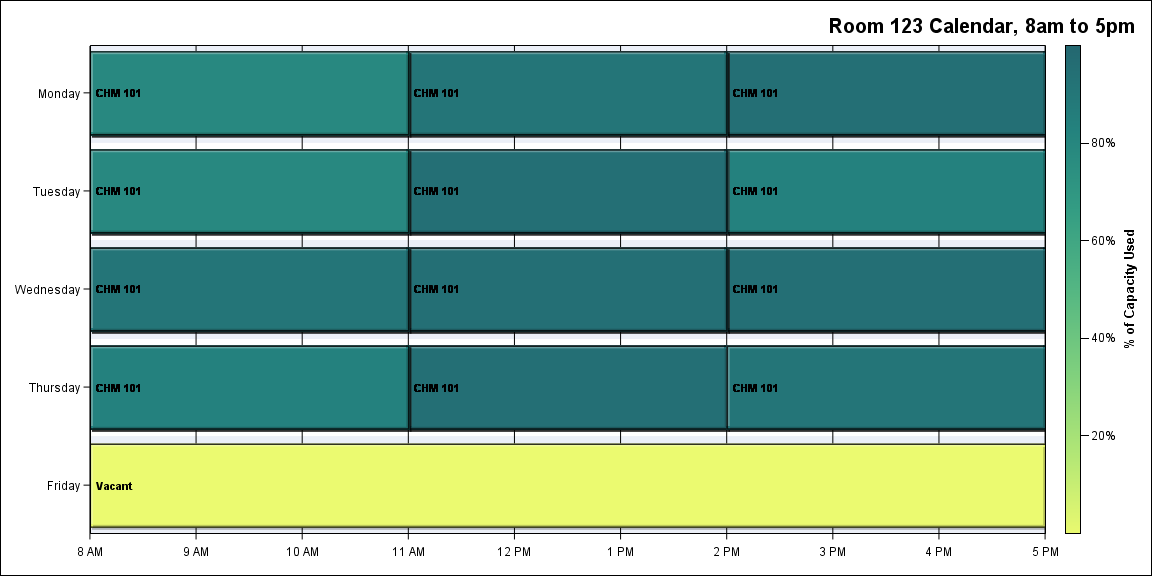 Room 123 Calendar, 8am to 5pm
Monday
CHM 101
CHM 101
CHM 101
Tuesday
CHM 101
CHM 101
CHM 101
Wednesday
CHM 101
CHM 101
CHM 101
Thursday
CHM 101
CHM 101
CHM 101
Friday
Vacant
8 AM
9 AM
10 AM
11 AM
12 PM
1 PM
2 PM
3 PM
4 PM
5 PM
80%
60%
40%
20%
% of Capacity Used